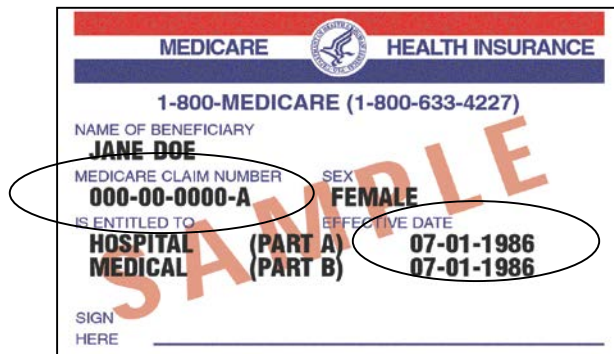 MEDICARE HEALTH INSURANCE
1-800-MEDICARE (1-800-633-4227)
NAME OF BENEFICIARY
JANE DOE
MEDICARE CLAIM NUMBER SEX
000-00-0000-A FEMALE
IS ENTITLED TO EFFECTIVE DATE
HOSPITAL (PART A) 07-01-1986
MEDICAL (PART B) 07-01-1986
SAMPLE
SIGN
HERE